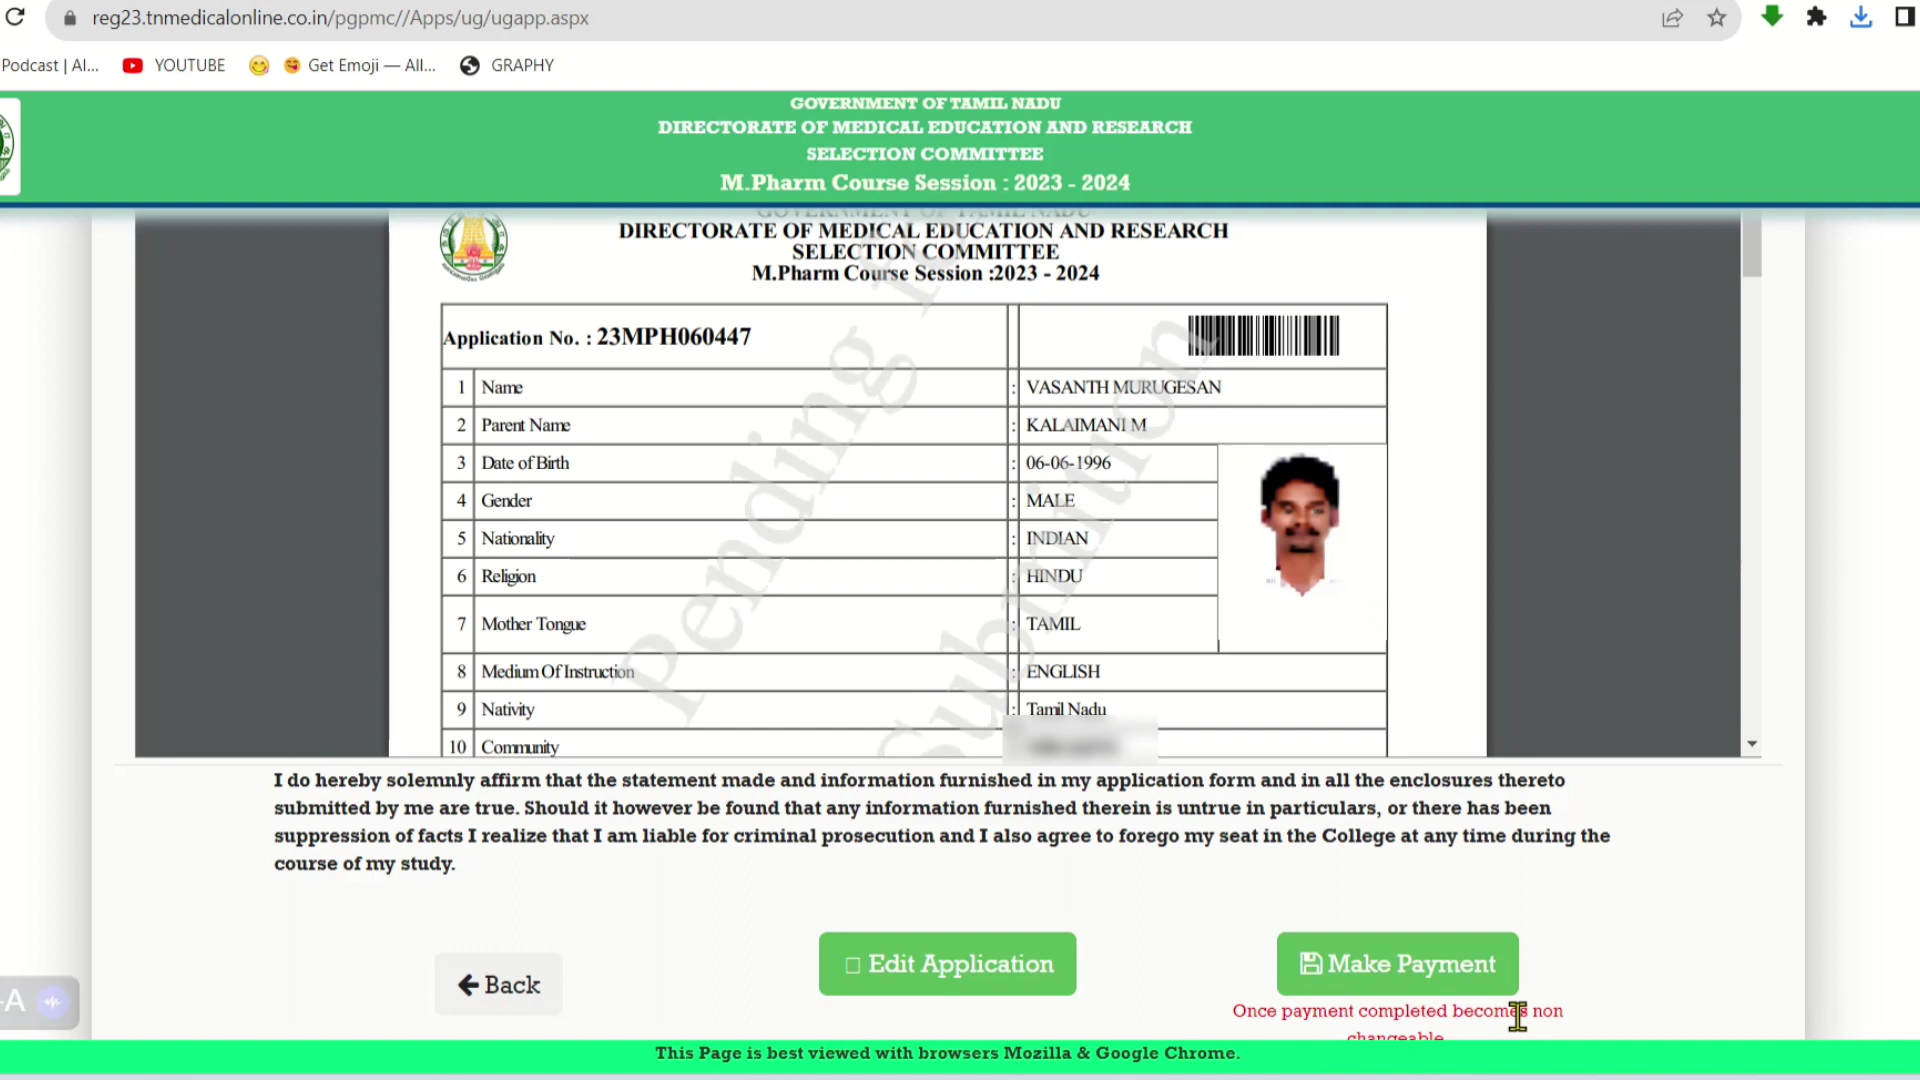 reg23.tnmedicalonline.co.in/pgpmc//Apps/ug/ugapp.aspx
Podcast | AI... YOUTUBE Get Emoji — All... GRAPHY
GOVERNMENT OF TAMIL NADU
DIRECTORATE OF MEDICAL EDUCATION AND RESEARCH
SELECTION COMMITTEE
M.Pharm Course Session : 2023 - 2024
GOVERNMENT OF TAMIL NADU
DIRECTORATE OF MEDICAL EDUCATION AND RESEARCH
SELECTION COMMITTEE
M.Pharm Course Session :2023 - 2024
Application No. : 23MPH060447
1 Name : VASANTH MURUGESAN
2 Parent Name : KALAIMANI M
3 Date of Birth : 06-06-1996
4 Gender : MALE
5 Nationality : INDIAN
6 Religion : HINDU
7 Mother Tongue : TAMIL
8 Medium Of Instruction : ENGLISH
9 Nativity : Tamil Nadu
10 Community
Pending
Submition
I do hereby solemnly affirm that the statement made and information furnished in my application form and in all the enclosures thereto
submitted by me are true. Should it however be found that any information furnished therein is untrue in particulars, or there has been
suppression of facts I realize that I am liable for criminal prosecution and I also agree to forego my seat in the College at any time during the
course of my study.
Back
Edit Application
Make Payment
Once payment completed becomes non
changeable
-A
This Page is best viewed with browsers Mozilla & Google Chrome.